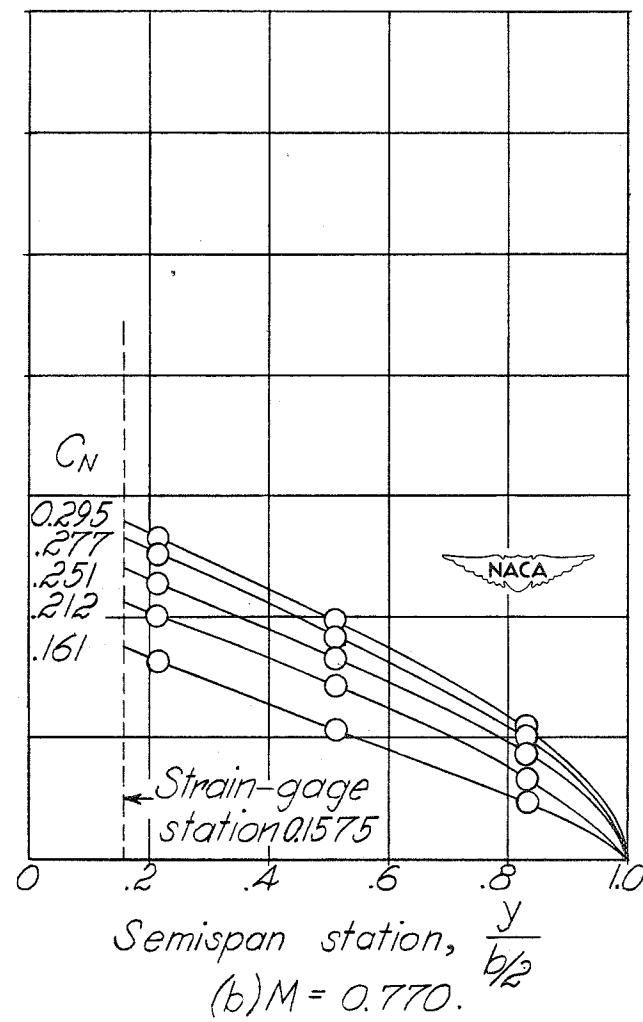 C_N
0.295
.277
.251
.212
.161
NACA
Strain-gage
station 0.1575
0 .2 .4 .6 .8 1.0
Semispan station, y/b/2
(b) M = 0.770.